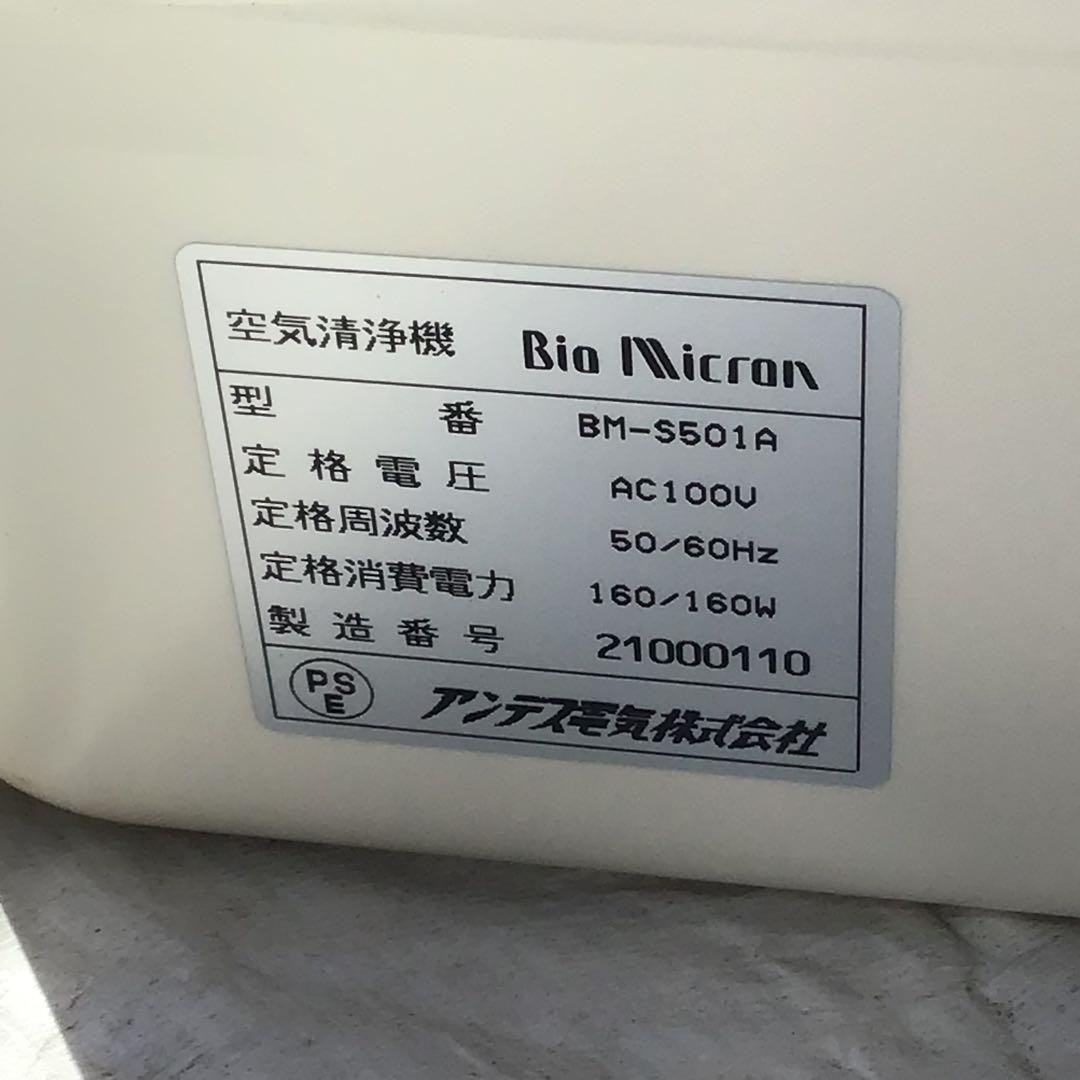 空気清浄機 Bio Micron
型番 BM-S501A
定格電圧 AC100V
定格周波数 50/60Hz
定格消費電力 160/160W
製造番号 21000110
PSE アンデス電気株式会社